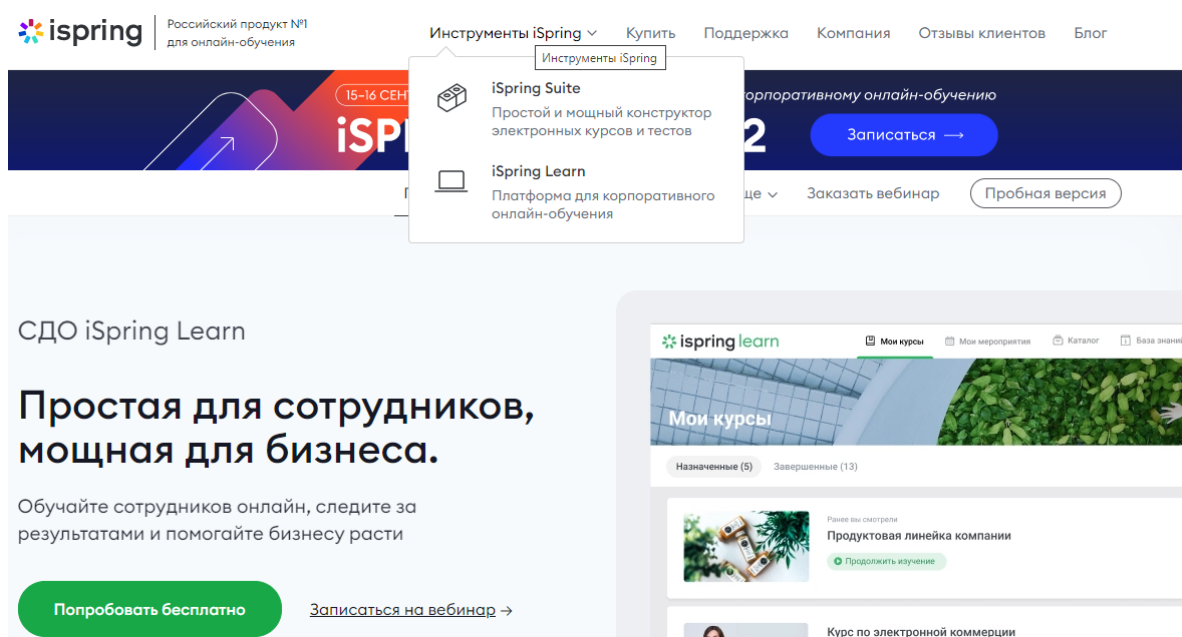 ispring
Российский продукт №1
для онлайн-обучения
Инструменты iSpring
Купить
Поддержка
Компания
Отзывы клиентов
Блог
Инструменты iSpring
iSpring Suite
Простой и мощный конструктор
электронных курсов и тестов
iSpring Learn
Платформа для корпоративного
онлайн-обучения
15–16
онлайн-обучению
2
Записаться →
Заказать вебинар
Пробная версия
СДО iSpring Learn
Простая для сотрудников,
мощная для бизнеса.
Обучайте сотрудников онлайн, следите за
результатами и помогайте бизнесу расти
Попробовать бесплатно
Записаться на вебинар →
ispring learn
Мои курсы
Мои мероприятия
Каталог
База знаний
Мои курсы
Назначенные (5)
Завершенные (13)
Ранее вы смотрели
Продуктовая линейка компании
Продолжить изучение
Курс по электронной коммерции